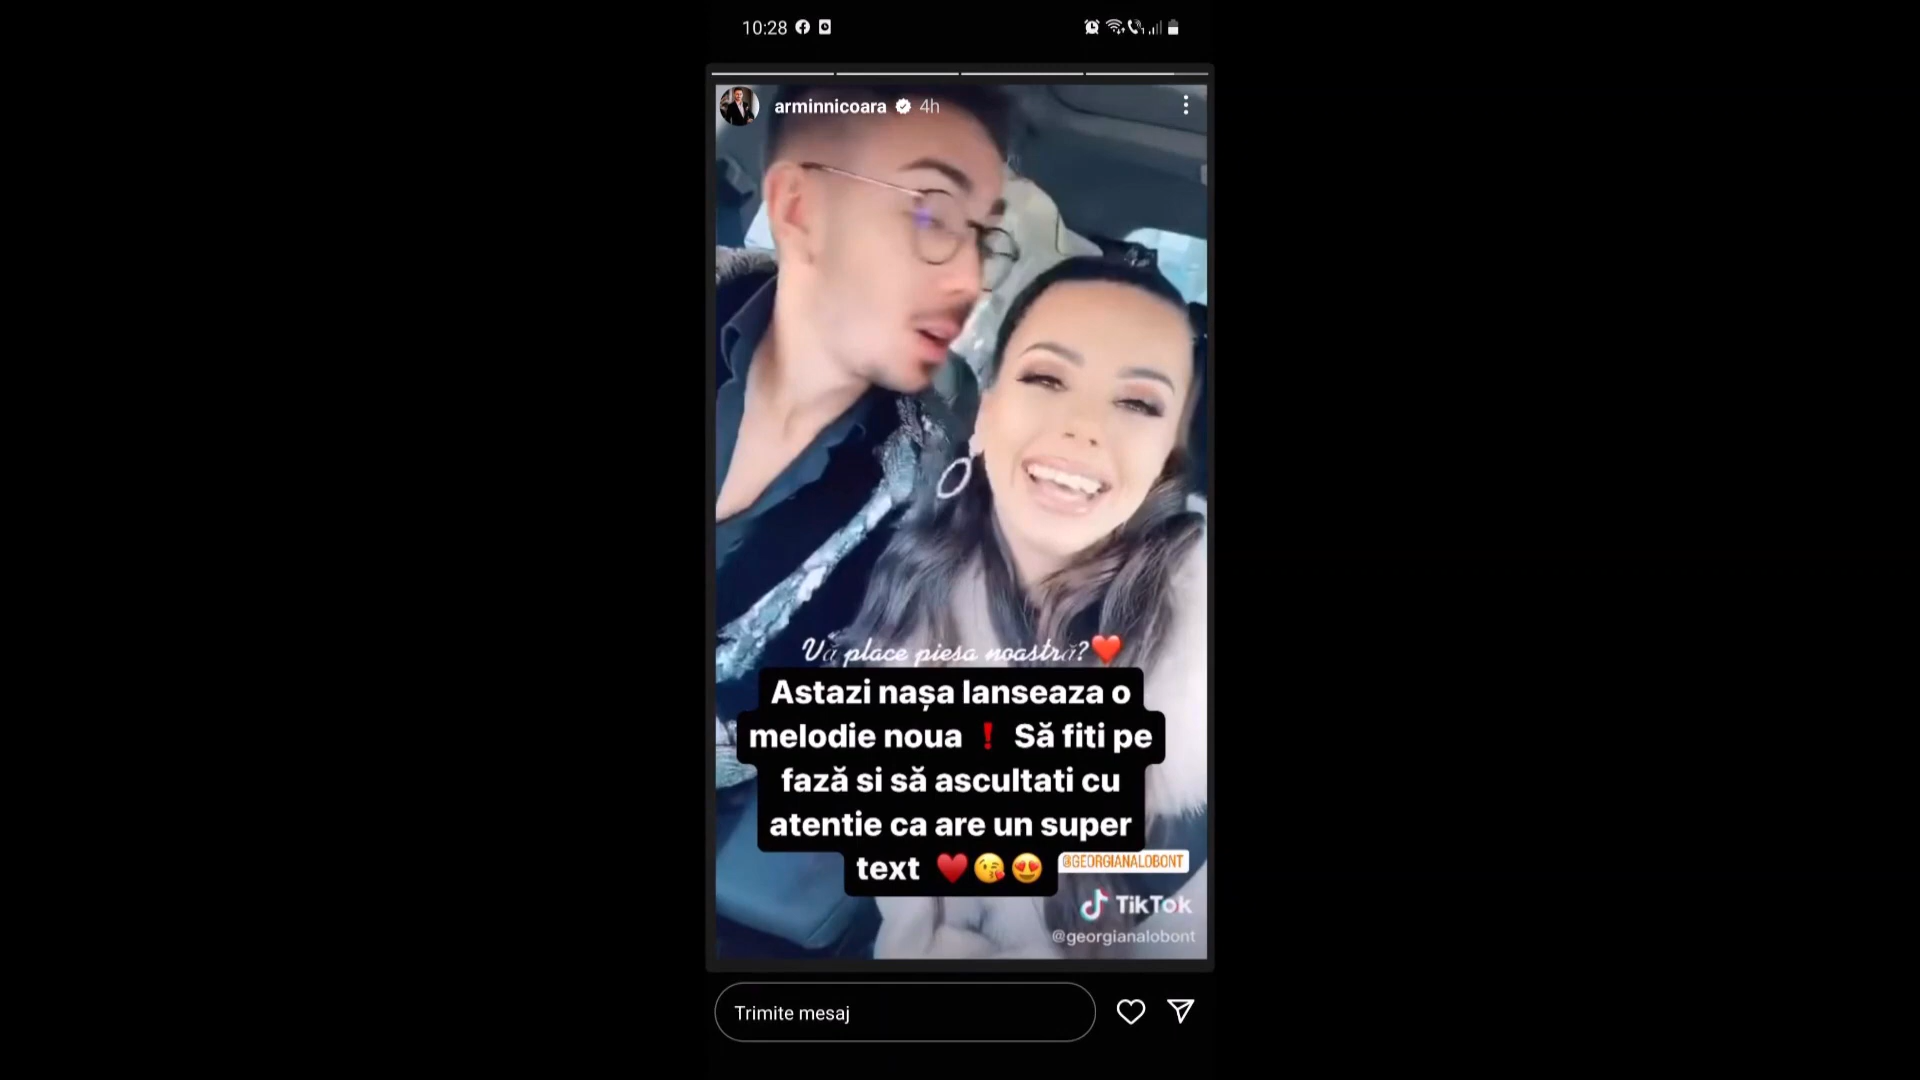 10:28
arminnicoara 4h
Vă place piesa noastră?❤️
Astazi nașa lanseaza o
melodie noua ❗ Să fiti pe
fază si să ascultati cu
atentie ca are un super
text ♥️😘😍
@GEORGIANALOBONT
TikTok
@georgianalobont
Trimite mesaj